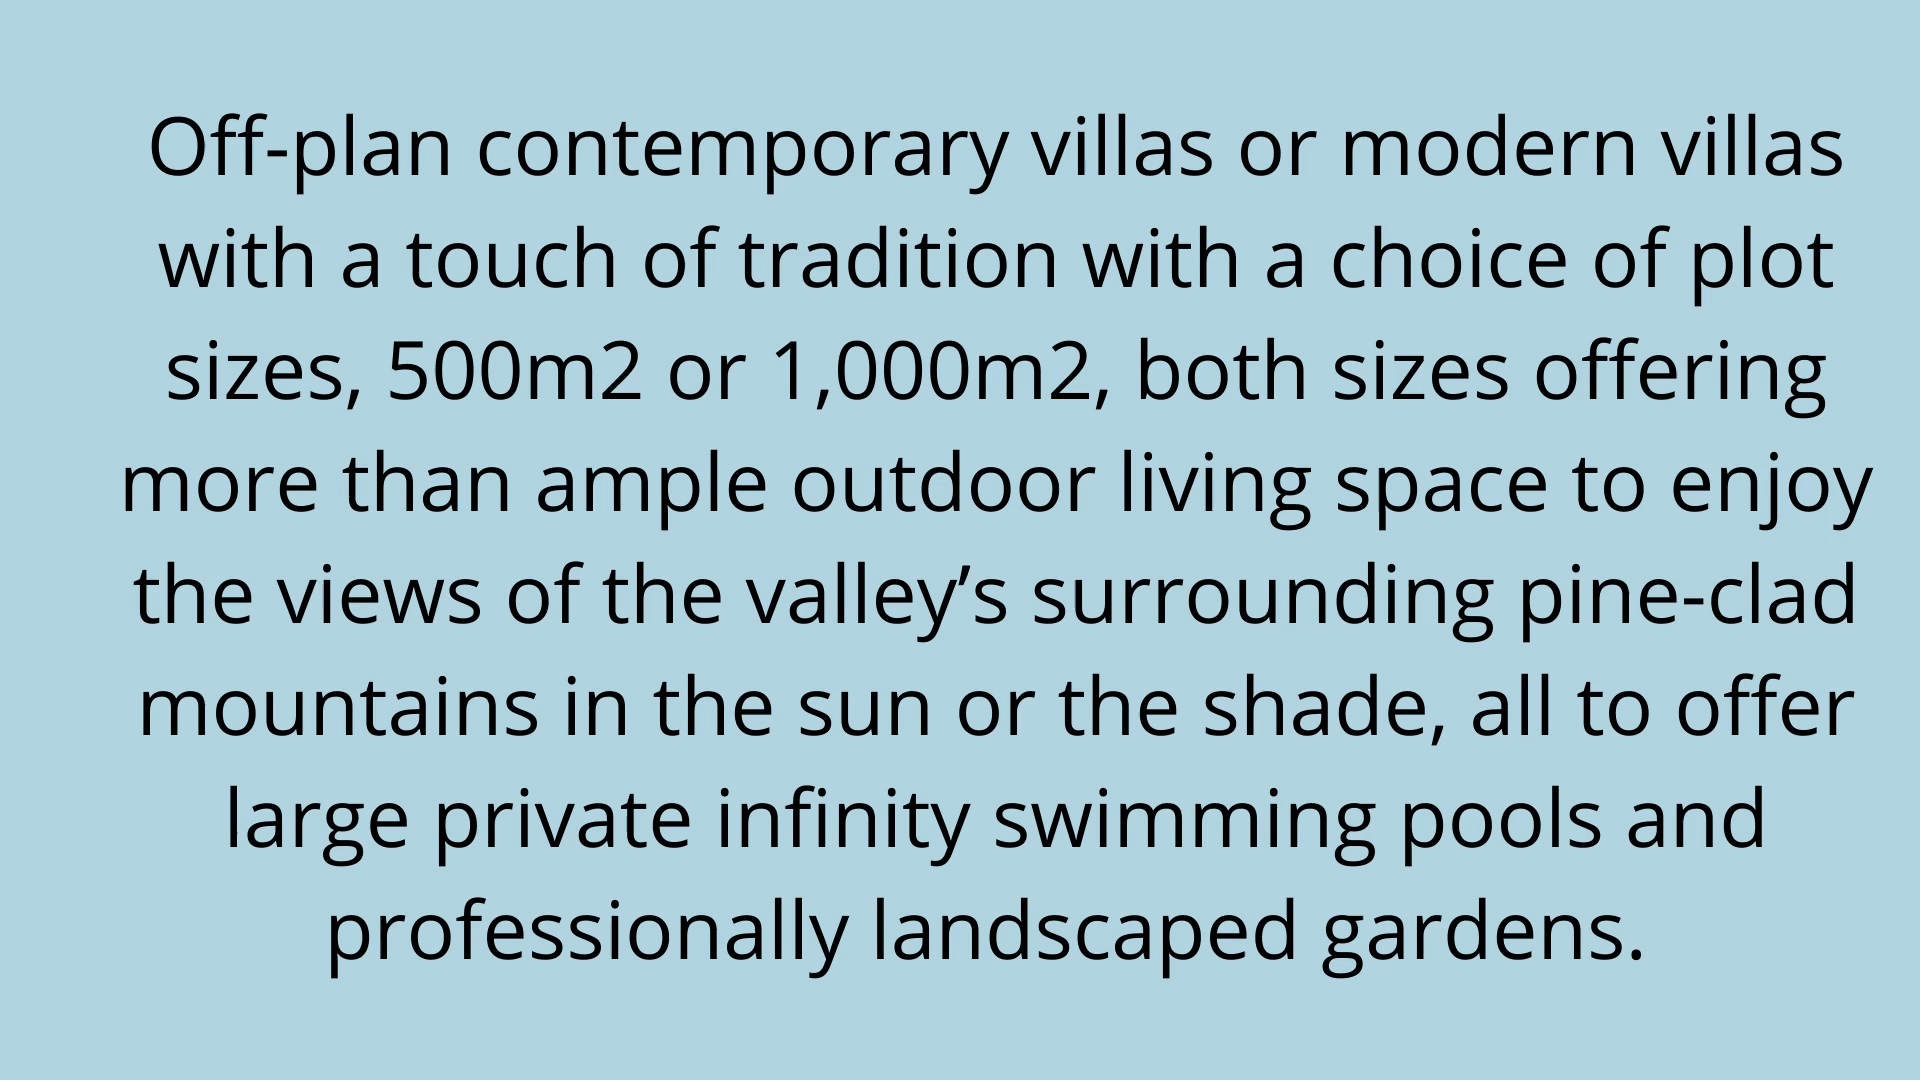 Off-plan contemporary villas or modern villas
with a touch of tradition with a choice of plot
sizes, 500m2 or 1,000m2, both sizes offering
more than ample outdoor living space to enjoy
the views of the valley’s surrounding pine-clad
mountains in the sun or the shade, all to offer
large private infinity swimming pools and
professionally landscaped gardens.